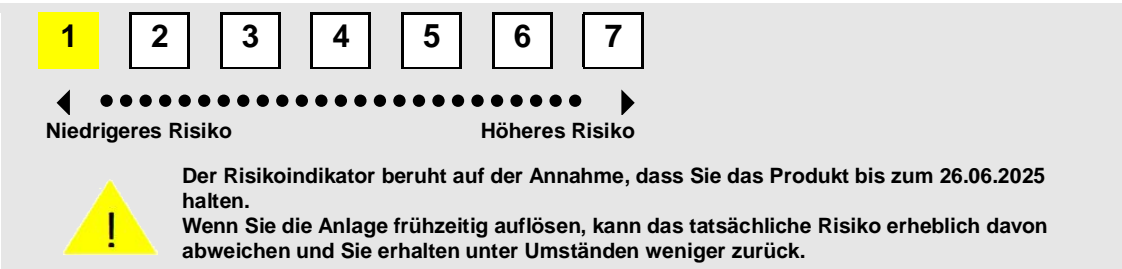 1 2 3 4 5 6 7
Niedrigeres Risiko Höheres Risiko
Der Risikoindikator beruht auf der Annahme, dass Sie das Produkt bis zum 26.06.2025
halten.
Wenn Sie die Anlage frühzeitig auflösen, kann das tatsächliche Risiko erheblich davon
abweichen und Sie erhalten unter Umständen weniger zurück.
!